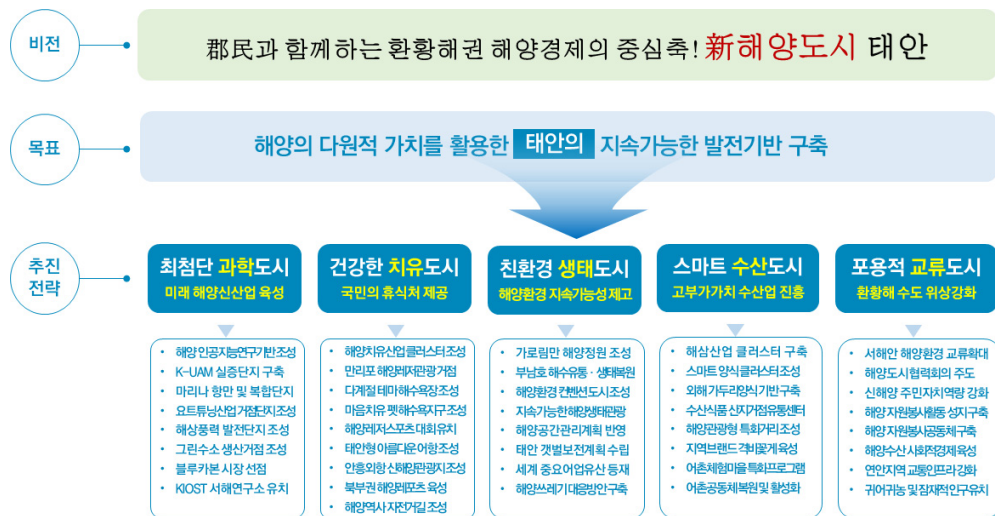 비전
郡民과 함께하는 환황해권 해양경제의 중심축! 新해양도시 태안
목표
해양의 다원적 가치를 활용한 태안의 지속가능한 발전기반 구축
추진
전략
최첨단 과학도시
미래 해양신산업 육성
해양 인공지능연구기반 조성
K-UAM 실증단지 구축
마리나 항만 및 복합단지
요트튜닝산업 거점단지 조성
해상풍력 발전단지 조성
그린수소 생산거점 조성
블루카본 시장 선점
KIOST 서해연구소 유치
건강한 치유도시
국민의 휴식처 제공
해양치유산업 클러스터 조성
만리포 해양레저관광 거점
다계절 테마 해수욕장 조성
마음치유 펫 해수욕지구 조성
해양레저스포츠 대회 유치
태안형 아름다운 어항 조성
안흥외항 신해양관광지 조성
북부권 해양레포츠 육성
해양역사 자전거길 조성
친환경 생태도시
해양환경 지속가능성 제고
가로림만 해양정원 조성
부남호 해수유통 · 생태복원
해양환경 컨벤션 도시 조성
지속가능한 해양생태관광
해양공간관리계획 반영
태안 갯벌보전계획 수립
세계 중요어업유산 등재
해양쓰레기 대응방안 구축
스마트 수산도시
고부가가치 수산업 진흥
해삼산업 클러스터 구축
스마트 양식 클러스터 조성
외해 가두리양식 기반 구축
수산식품 산지거점유통센터
해양관광형 특화거리 조성
지역브랜드 격비꽃게 육성
어촌체험마을 특화프로그램
어촌공동체 복원 및 활성화
포용적 교류도시
환황해 수도 위상강화
서해안 해양환경 교류확대
해양도시협력회의 주도
신해양 주민자치 역량 강화
해양 자원봉사활동 성지 구축
해양 자원봉사공동체 구축
해양수산 사회적경제 육성
연안지역 교통인프라 강화
귀어귀농 및 잠재적 인구유치